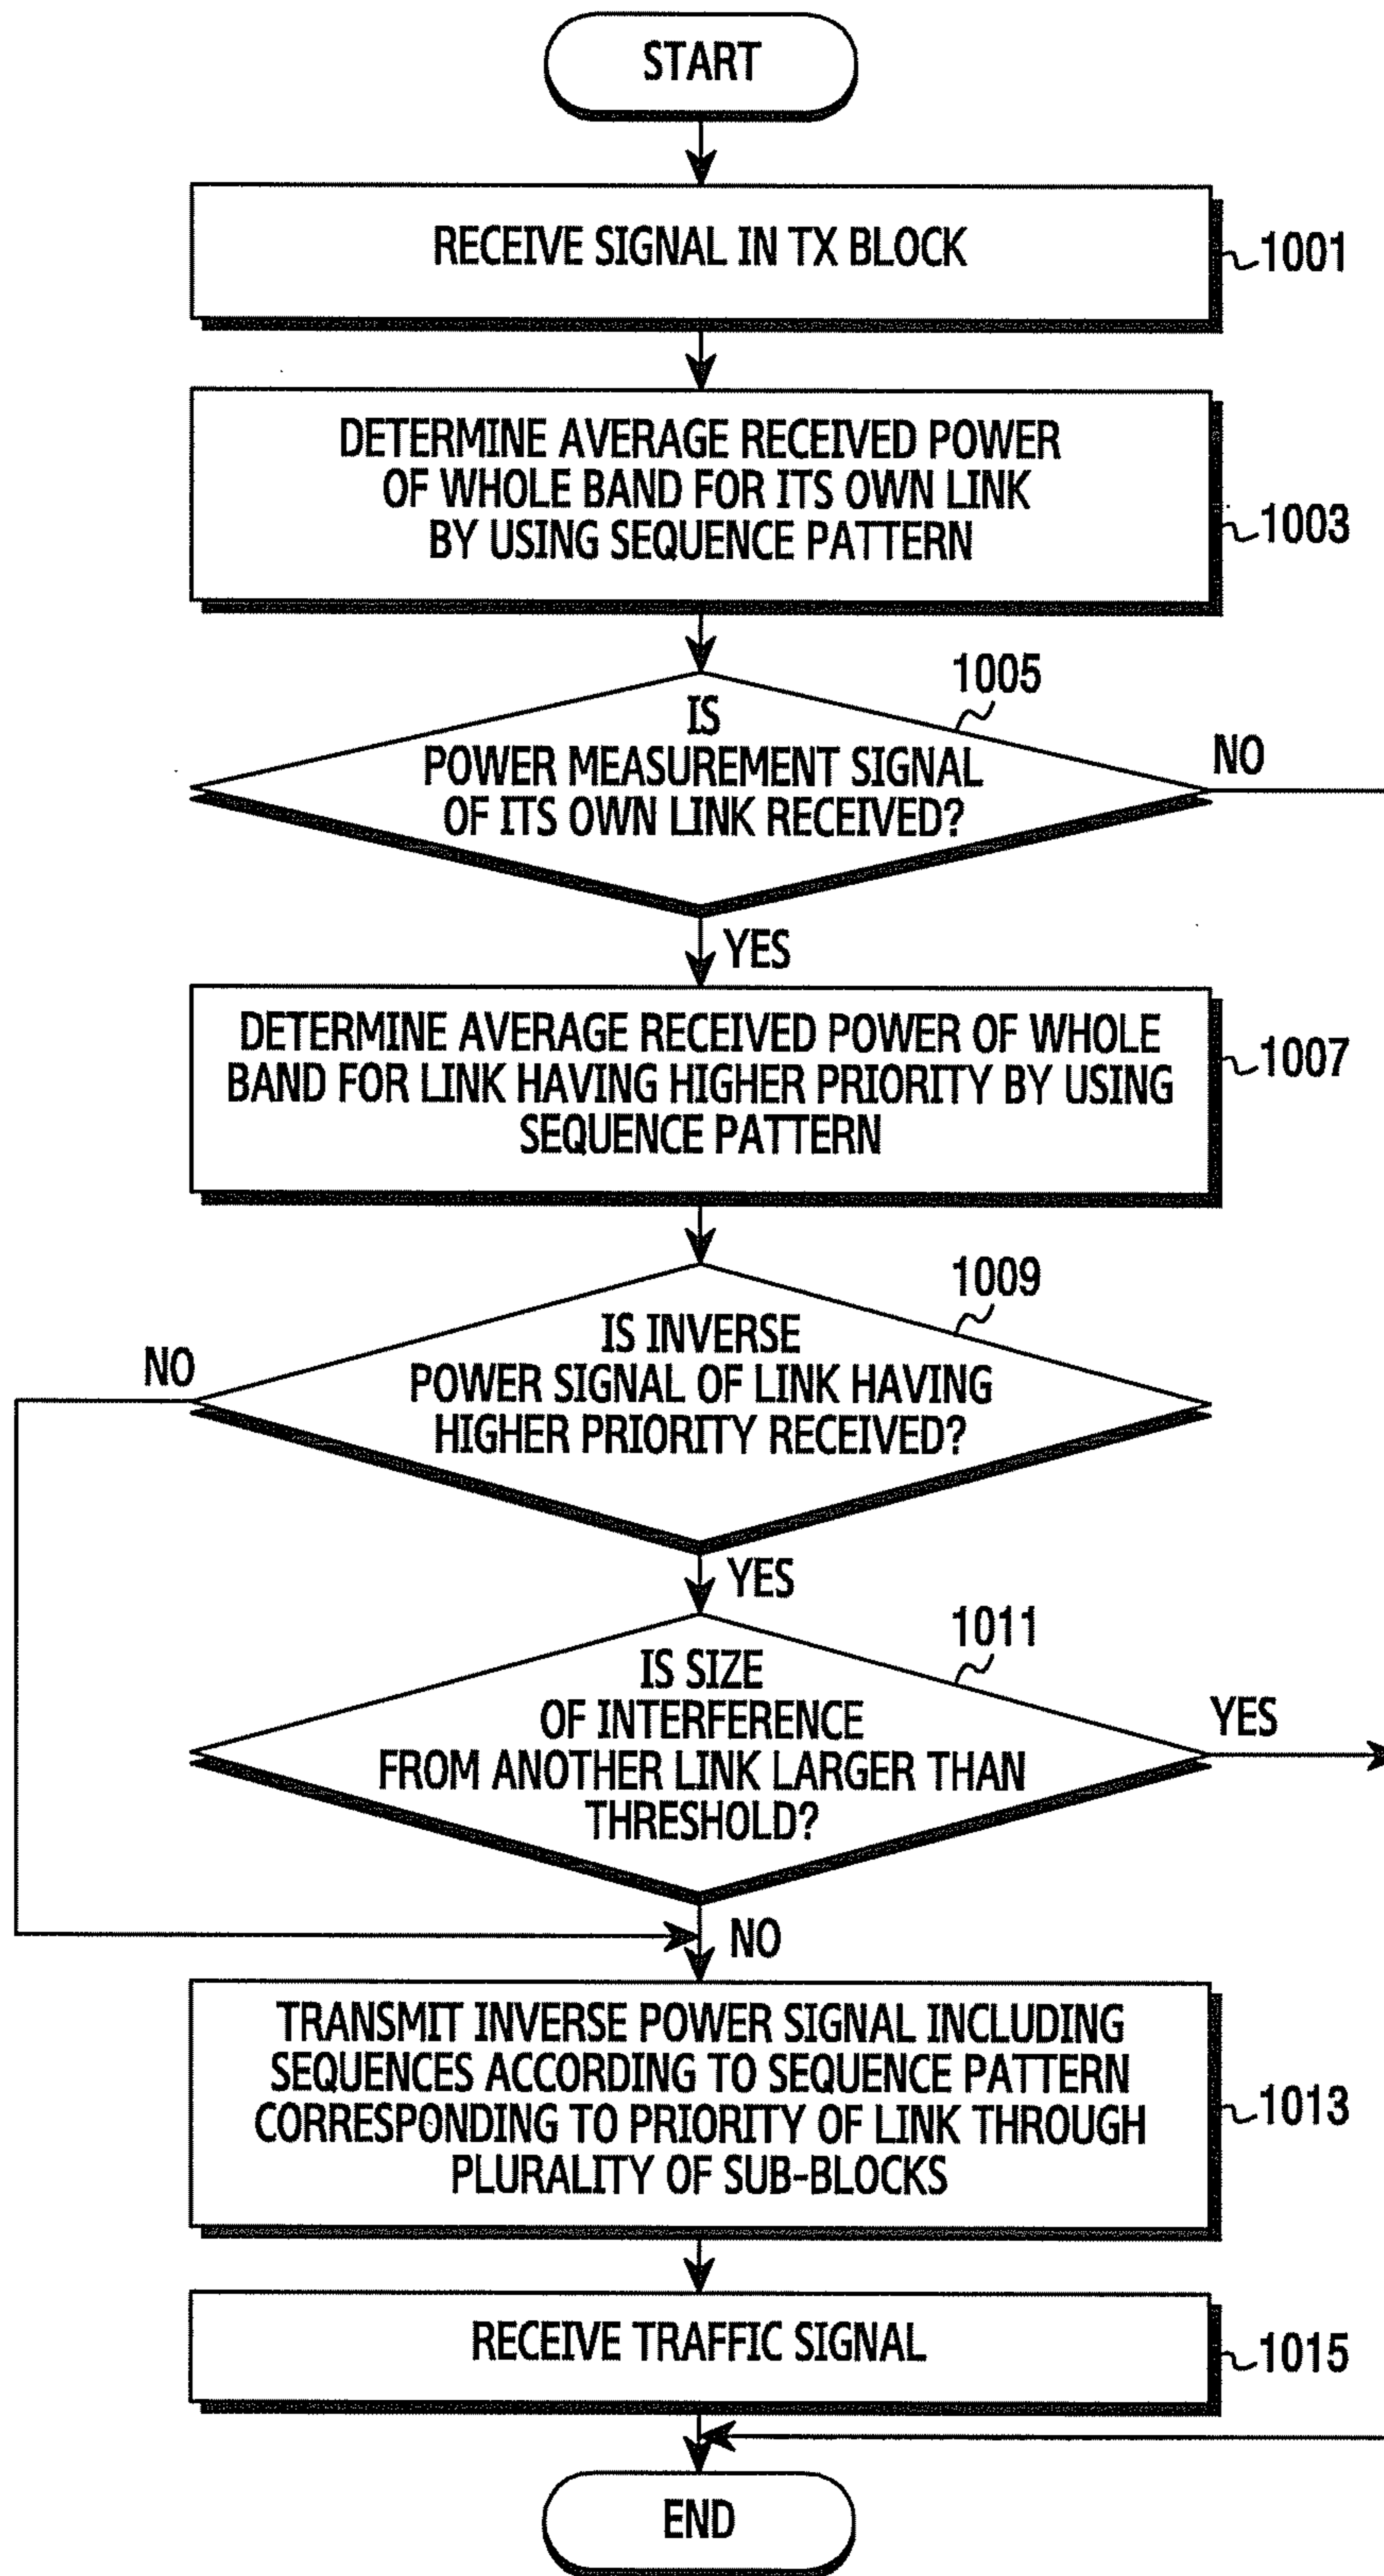 START
RECEIVE SIGNAL IN TX BLOCK
1001
DETERMINE AVERAGE RECEIVED POWER
OF WHOLE BAND FOR ITS OWN LINK
BY USING SEQUENCE PATTERN
1003
1005
IS
POWER MEASUREMENT SIGNAL
OF ITS OWN LINK RECEIVED?
NO
YES
DETERMINE AVERAGE RECEIVED POWER OF WHOLE
BAND FOR LINK HAVING HIGHER PRIORITY BY USING
SEQUENCE PATTERN
1007
1009
IS INVERSE
POWER SIGNAL OF LINK HAVING
HIGHER PRIORITY RECEIVED?
NO
YES
1011
IS SIZE
OF INTERFERENCE
FROM ANOTHER LINK LARGER THAN
THRESHOLD?
YES
NO
TRANSMIT INVERSE POWER SIGNAL INCLUDING
SEQUENCES ACCORDING TO SEQUENCE PATTERN
CORRESPONDING TO PRIORITY OF LINK THROUGH
PLURALITY OF SUB-BLOCKS
1013
RECEIVE TRAFFIC SIGNAL
1015
END